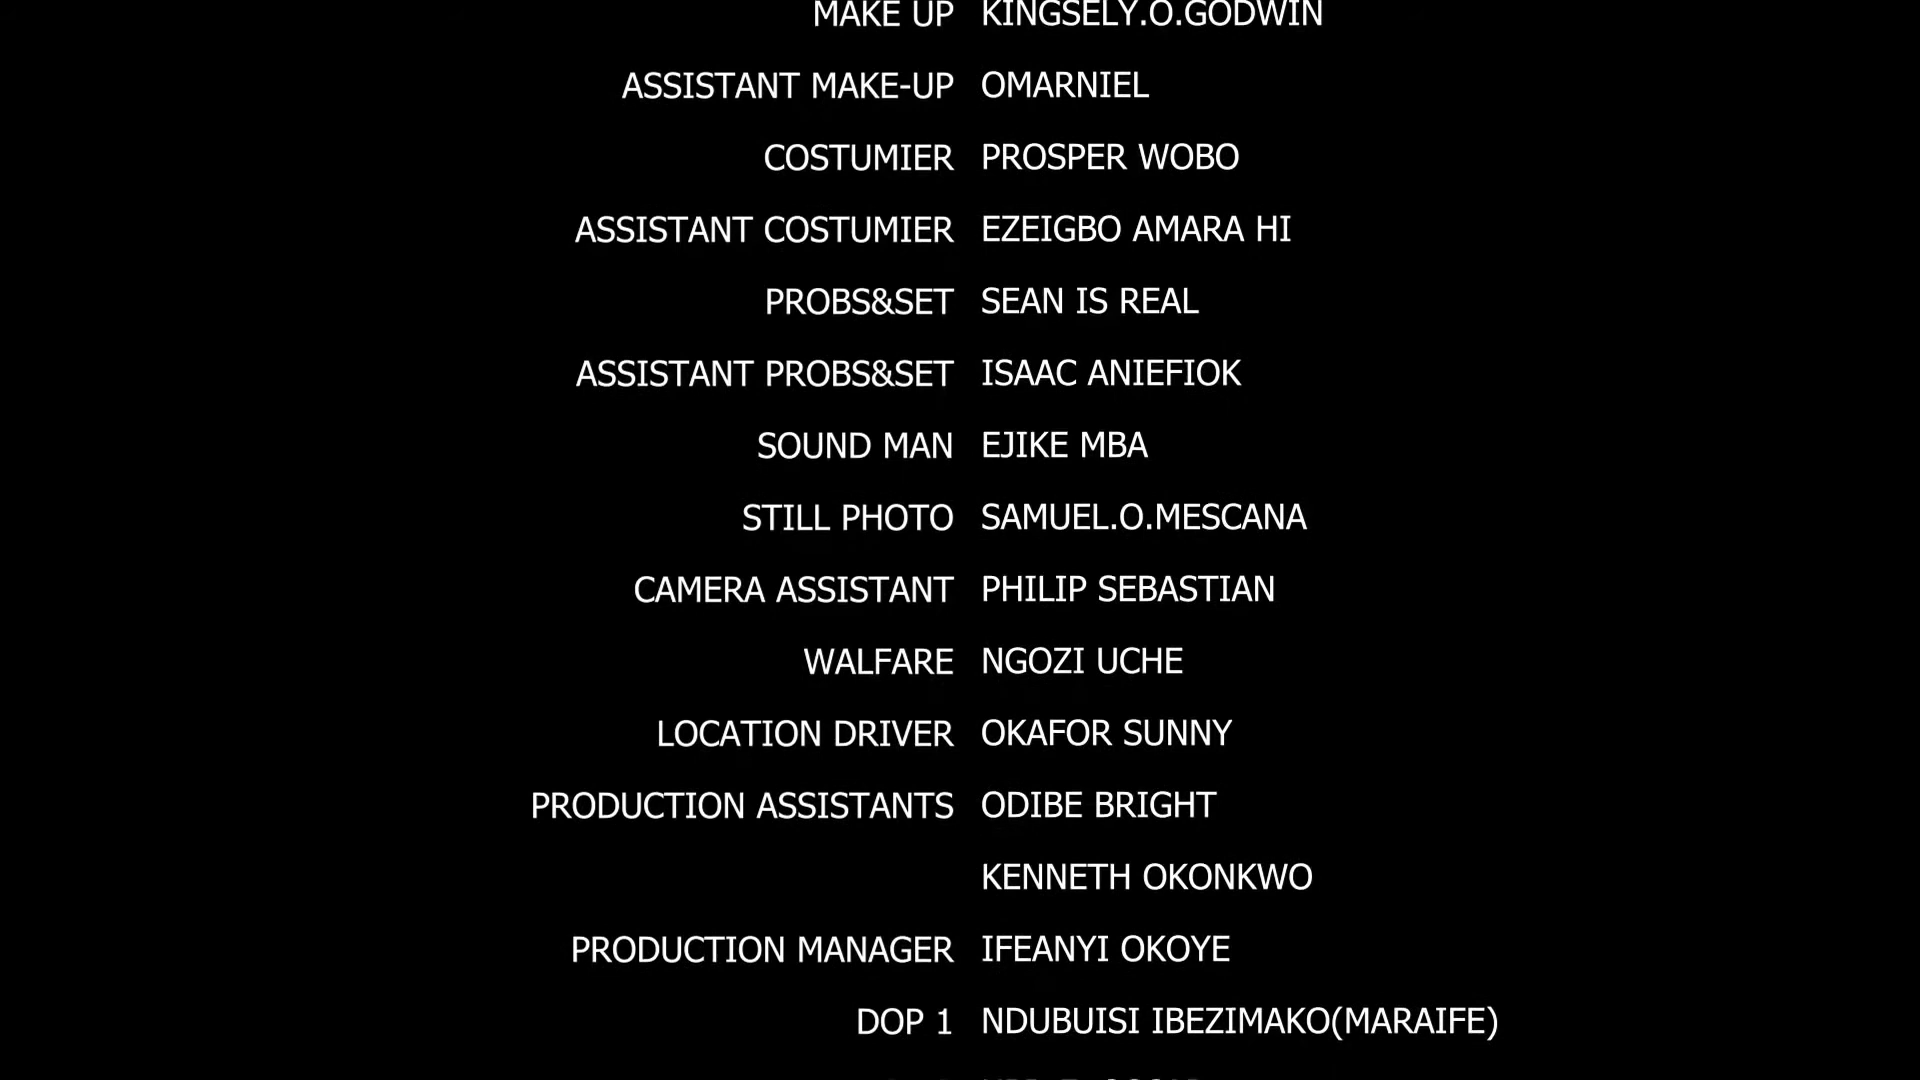 MAKE UP KINGSELY.O.GODWIN
ASSISTANT MAKE-UP OMARNIEL
COSTUMIER PROSPER WOBO
ASSISTANT COSTUMIER EZEIGBO AMARA HI
PROBS&SET SEAN IS REAL
ASSISTANT PROBS&SET ISAAC ANIEFIOK
SOUND MAN EJIKE MBA
STILL PHOTO SAMUEL.O.MESCANA
CAMERA ASSISTANT PHILIP SEBASTIAN
WALFARE NGOZI UCHE
LOCATION DRIVER OKAFOR SUNNY
PRODUCTION ASSISTANTS ODIBE BRIGHT
KENNETH OKONKWO
PRODUCTION MANAGER IFEANYI OKOYE
DOP 1 NDUBUISI IBEZIMAKO(MARAIFE)